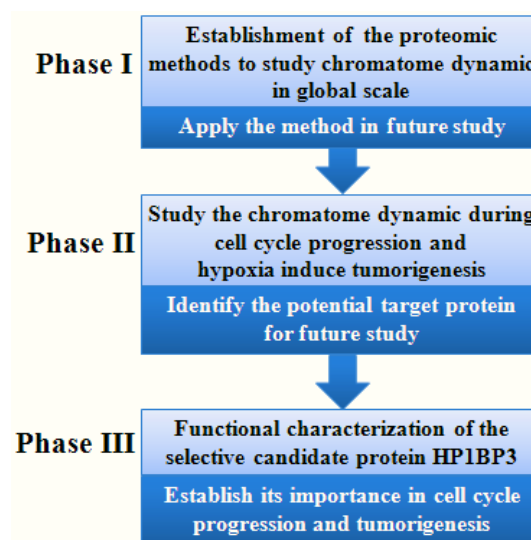 Phase I
Establishment of the proteomic
methods to study chromatome dynamic
in global scale
Apply the method in future study
Phase II
Study the chromatome dynamic during
cell cycle progression and
hypoxia induce tumorigenesis
Identify the potential target protein
for future study
Phase III
Functional characterization of the
selective candidate protein HP1BP3
Establish its importance in cell cycle
progression and tumorigenesis